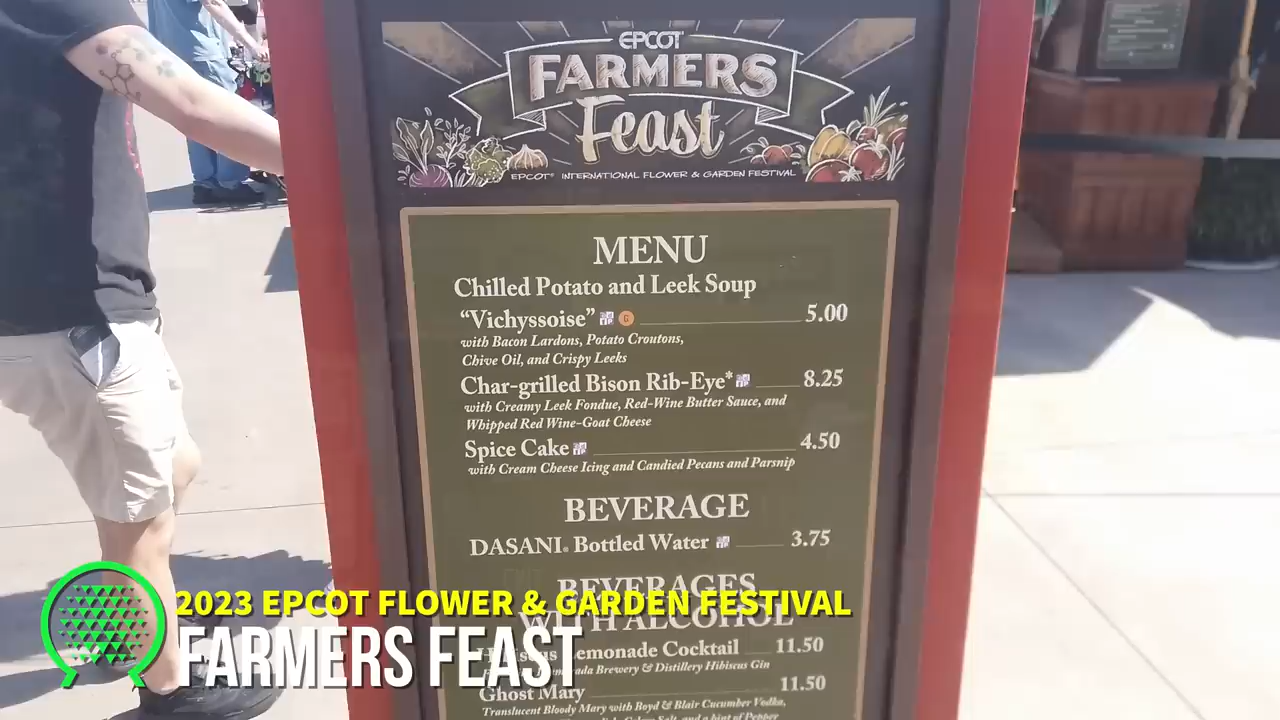 EPCOT
FARMERS
Feast
EPCOT® INTERNATIONAL FLOWER & GARDEN FESTIVAL
MENU
Chilled Potato and Leek Soup
“Vichyssoise” G 5.00
with Bacon Lardons, Potato Croutons,
Chive Oil, and Crispy Leeks
Char-grilled Bison Rib-Eye* 8.25
with Creamy Leek Fondue, Red-Wine Butter Sauce, and
Whipped Red Wine-Goat Cheese
Spice Cake 4.50
with Cream Cheese Icing and Candied Pecans and Parsnip
BEVERAGE
DASANI® Bottled Water 3.75
BEVERAGES
WITH ALCOHOL
Lemonade Cocktail 11.50
Brewery & Distillery Hibiscus Gin
Ghost Mary 11.50
Translucent Bloody Mary with Boyd & Blair Cucumber Vodka,
Salt, and a hint of Pepper
2023 EPCOT FLOWER & GARDEN FESTIVAL
FARMERS FEAST